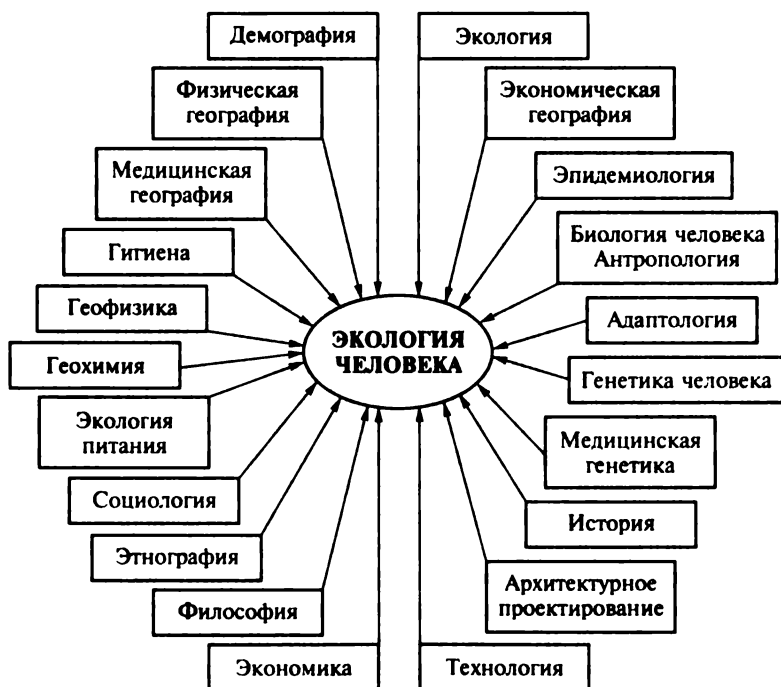 Демография
Экология
Физическая
география
Экономическая
география
Медицинская
география
Эпидемиология
Гигиена
Биология человека
Антропология
Геофизика
Адаптология
ЭКОЛОГИЯ
ЧЕЛОВЕКА
Геохимия
Генетика человека
Экология
питания
Медицинская
генетика
Социология
История
Этнография
Архитектурное
проектирование
Философия
Экономика
Технология